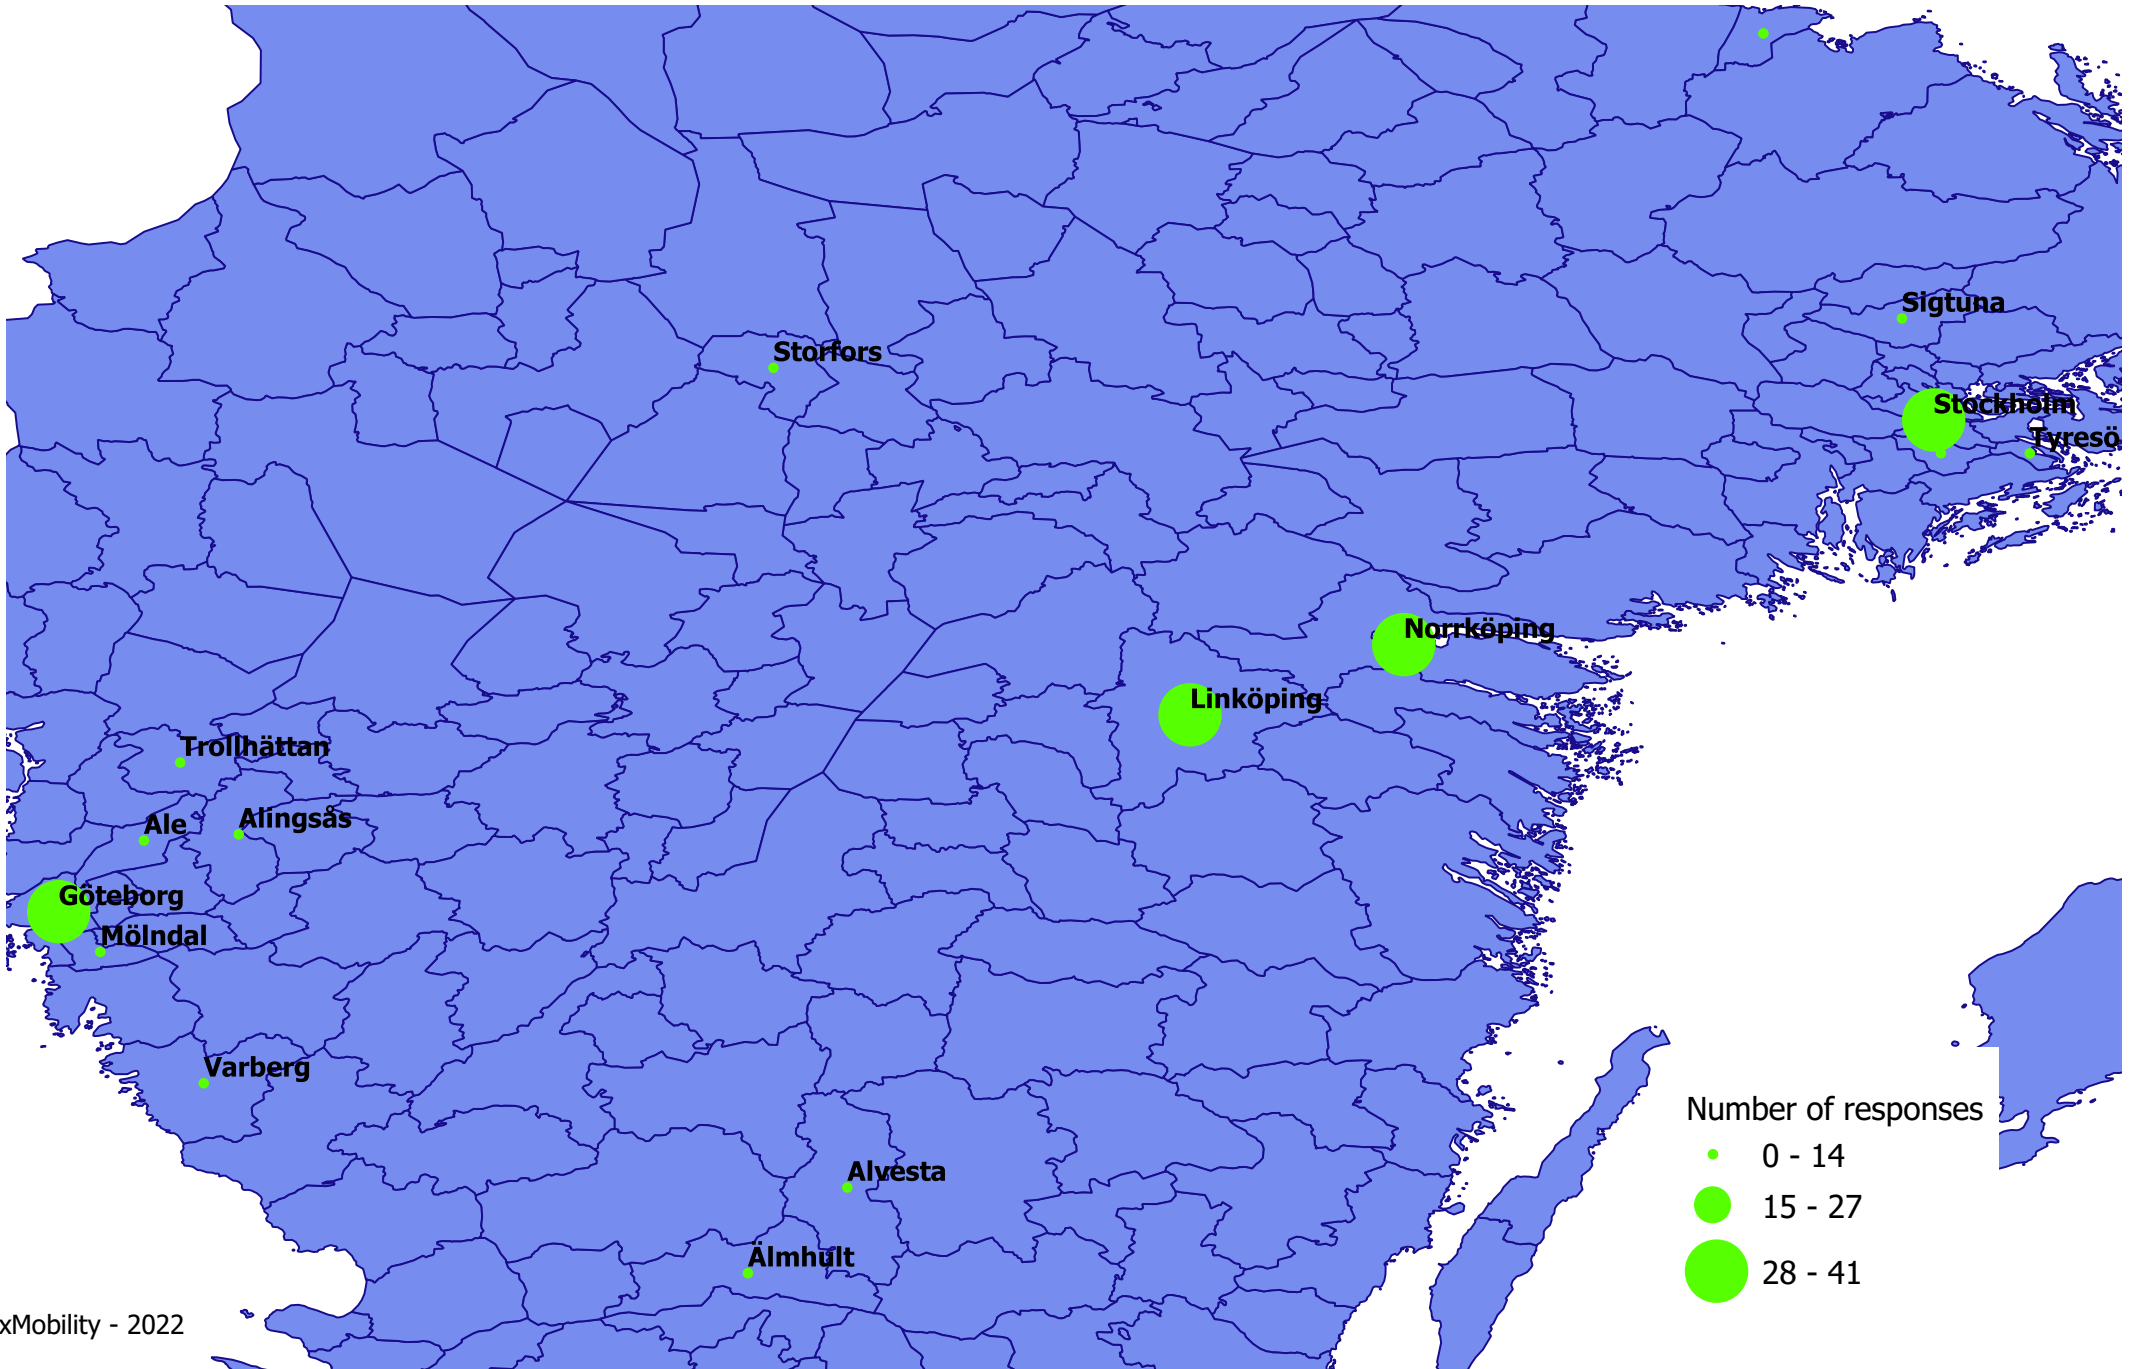 Sigtuna
Storfors
Stockholm
Tyresö
Norrköping
Linköping
Trollhättan
Alingsås
Ale
Göteborg
Mölndal
Varberg
Alvesta
Älmhult
Number of responses
0 - 14
15 - 27
28 - 41
xMobility - 2022